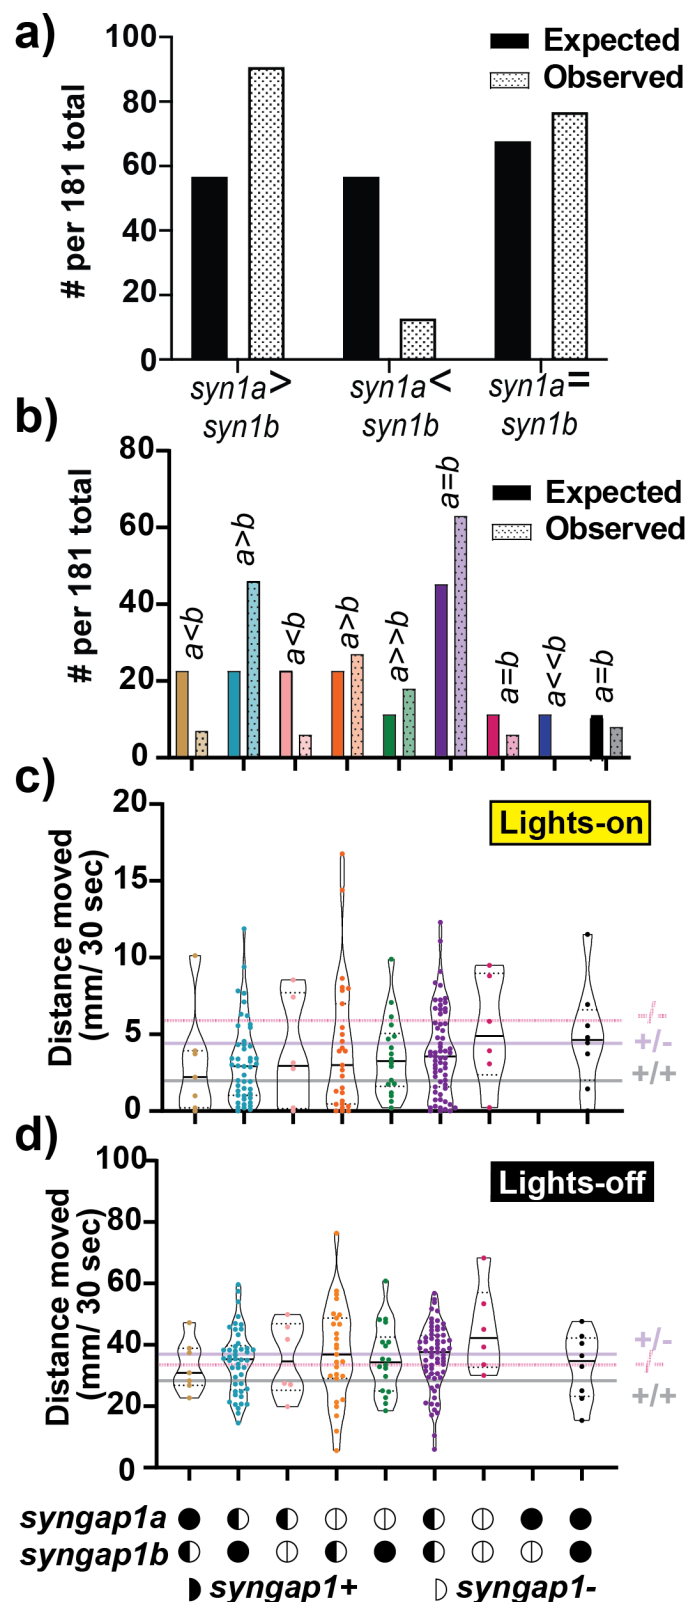 a)
100
80
60
40
20
0
# per 181 total
Expected
Observed
syn1a>
syn1b
syn1a<
syn1b
syn1a=
syn1b
b)
80
60
40
20
0
# per 181 total
Expected
Observed
a<b
a>b
a<b
a>b
a>>b
a=b
a=b
a<<b
a=b
c)
20
15
10
5
0
Distance moved
(mm/ 30 sec)
Lights-on
-/-
+/-
+/+
d)
100
80
60
40
20
0
Distance moved
(mm/ 30 sec)
Lights-off
+/-
-/-
+/+
syngap1a
syngap1b
syngap1+
syngap1-